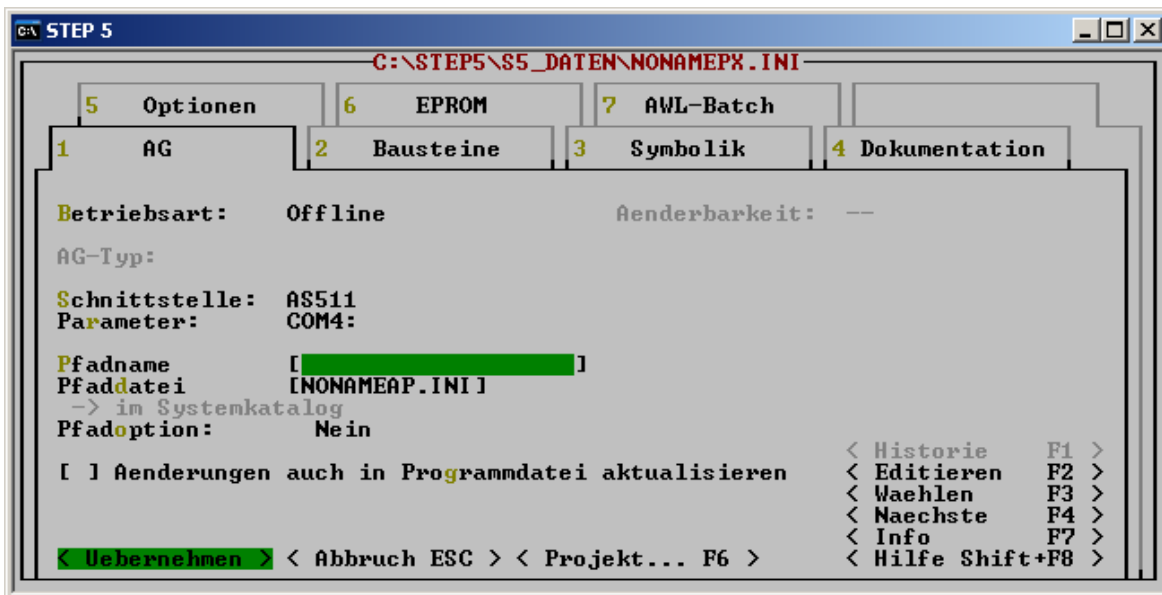 STEP 5
C:\STEP5\S5_DATEN\NONAMEPX.INI
5 Optionen 6 EPROM 7 AWL-Batch
1 AG 2 Bausteine 3 Symbolik 4 Dokumentation
Betriebsart: Offline Aenderbarkeit: --
AG-Typ:
Schnittstelle: AS511
Parameter: COM4:
Pfadname [ ]
Pfaddatei [NONAMEAP.INI]
-> im Systemkatalog
Pfadoption: Nein
< Historie F1 >
[ ] Aenderungen auch in Programmdatei aktualisieren < Editieren F2 >
< Waehlen F3 >
< Naechste F4 >
< Info F7 >
< Uebernehmen > < Abbruch ESC > < Projekt... F6 > < Hilfe Shift+F8 >